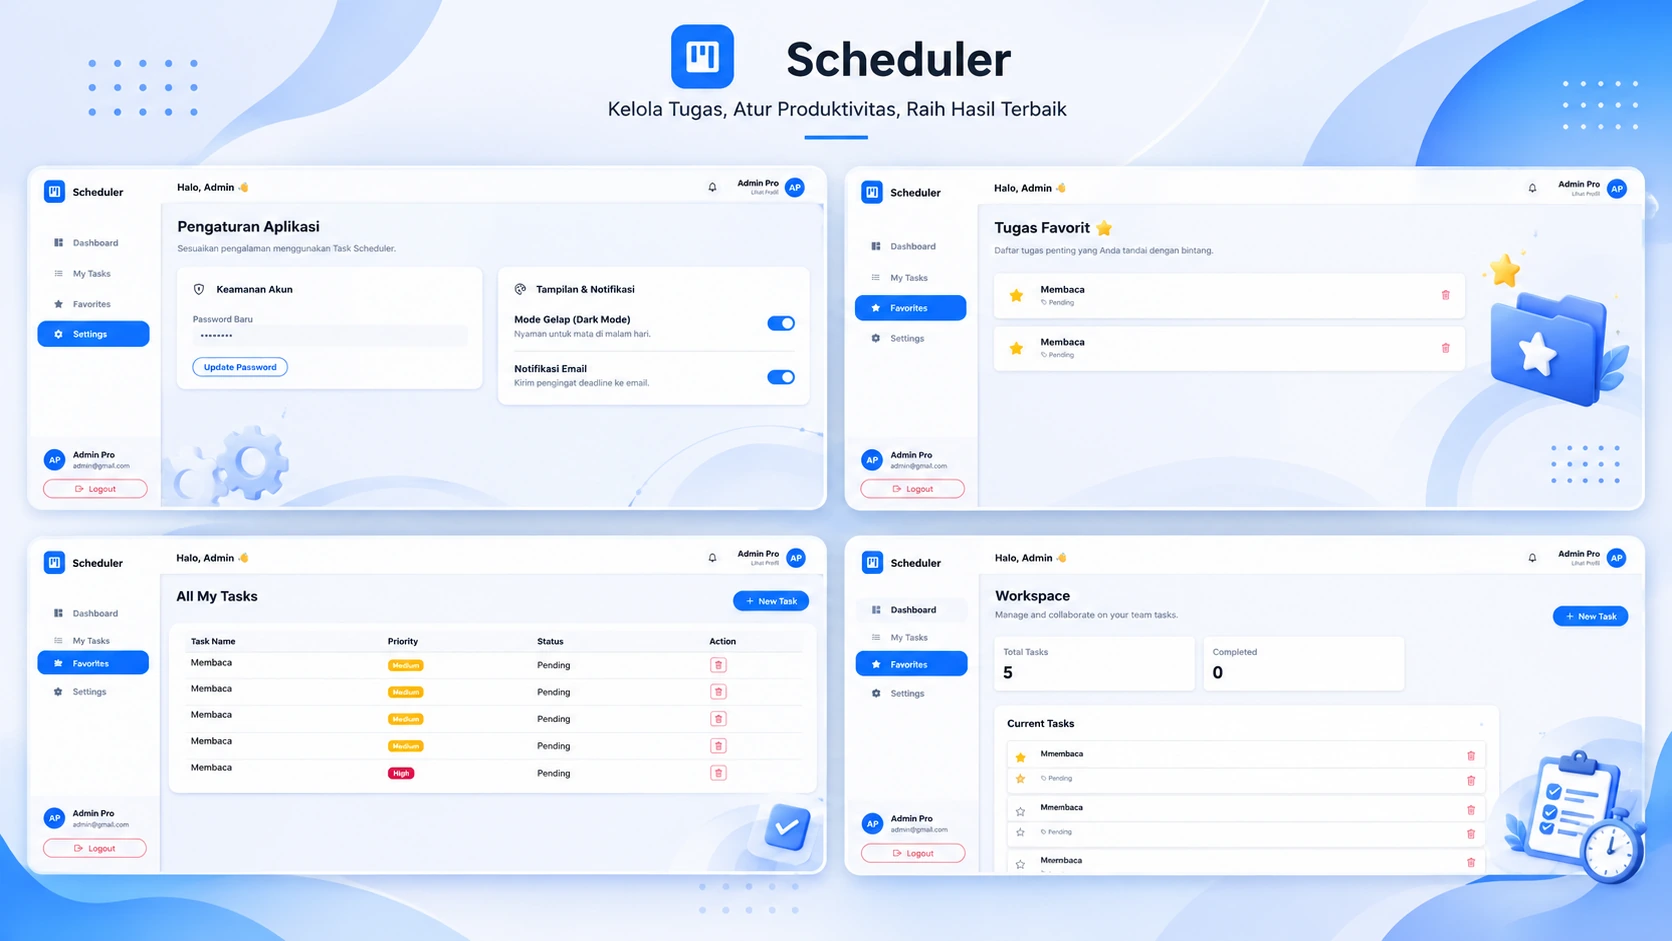 Scheduler
Kelola Tugas, Atur Produktivitas, Raih Hasil Terbaik
Scheduler
Halo, Admin
Admin Pro
Lihat Profil
AP
Dashboard
My Tasks
Favorites
Settings
Pengaturan Aplikasi
Sesuaikan pengalaman menggunakan Task Scheduler.
Keamanan Akun
Password Baru
••••••••
Update Password
Tampilan & Notifikasi
Mode Gelap (Dark Mode)
Nyaman untuk mata di malam hari.
Notifikasi Email
Kirim pengingat deadline ke email.
AP
Admin Pro
admin@gmail.com
Logout
Scheduler
Halo, Admin
Admin Pro
Lihat Profil
AP
Dashboard
My Tasks
Favorites
Settings
Tugas Favorit
Daftar tugas penting yang Anda tandai dengan bintang.
Membaca
Pending
Membaca
Pending
AP
Admin Pro
admin@gmail.com
Logout
Scheduler
Halo, Admin
Admin Pro
Lihat Profil
AP
Dashboard
My Tasks
Favorites
Settings
All My Tasks
+ New Task
Task Name Priority Status Action
Membaca Medium Pending
Membaca Medium Pending
Membaca Medium Pending
Membaca Medium Pending
Membaca High Pending
AP
Admin Pro
admin@gmail.com
Logout
Scheduler
Halo, Admin
Admin Pro
Lihat Profil
AP
Dashboard
My Tasks
Favorites
Settings
Workspace
Manage and collaborate on your team tasks.
+ New Task
Total Tasks
5
Completed
0
Current Tasks
Mmembaca
Pending
Mmembaca
Pending
AP
Admin Pro
admin@gmail.com
Logout